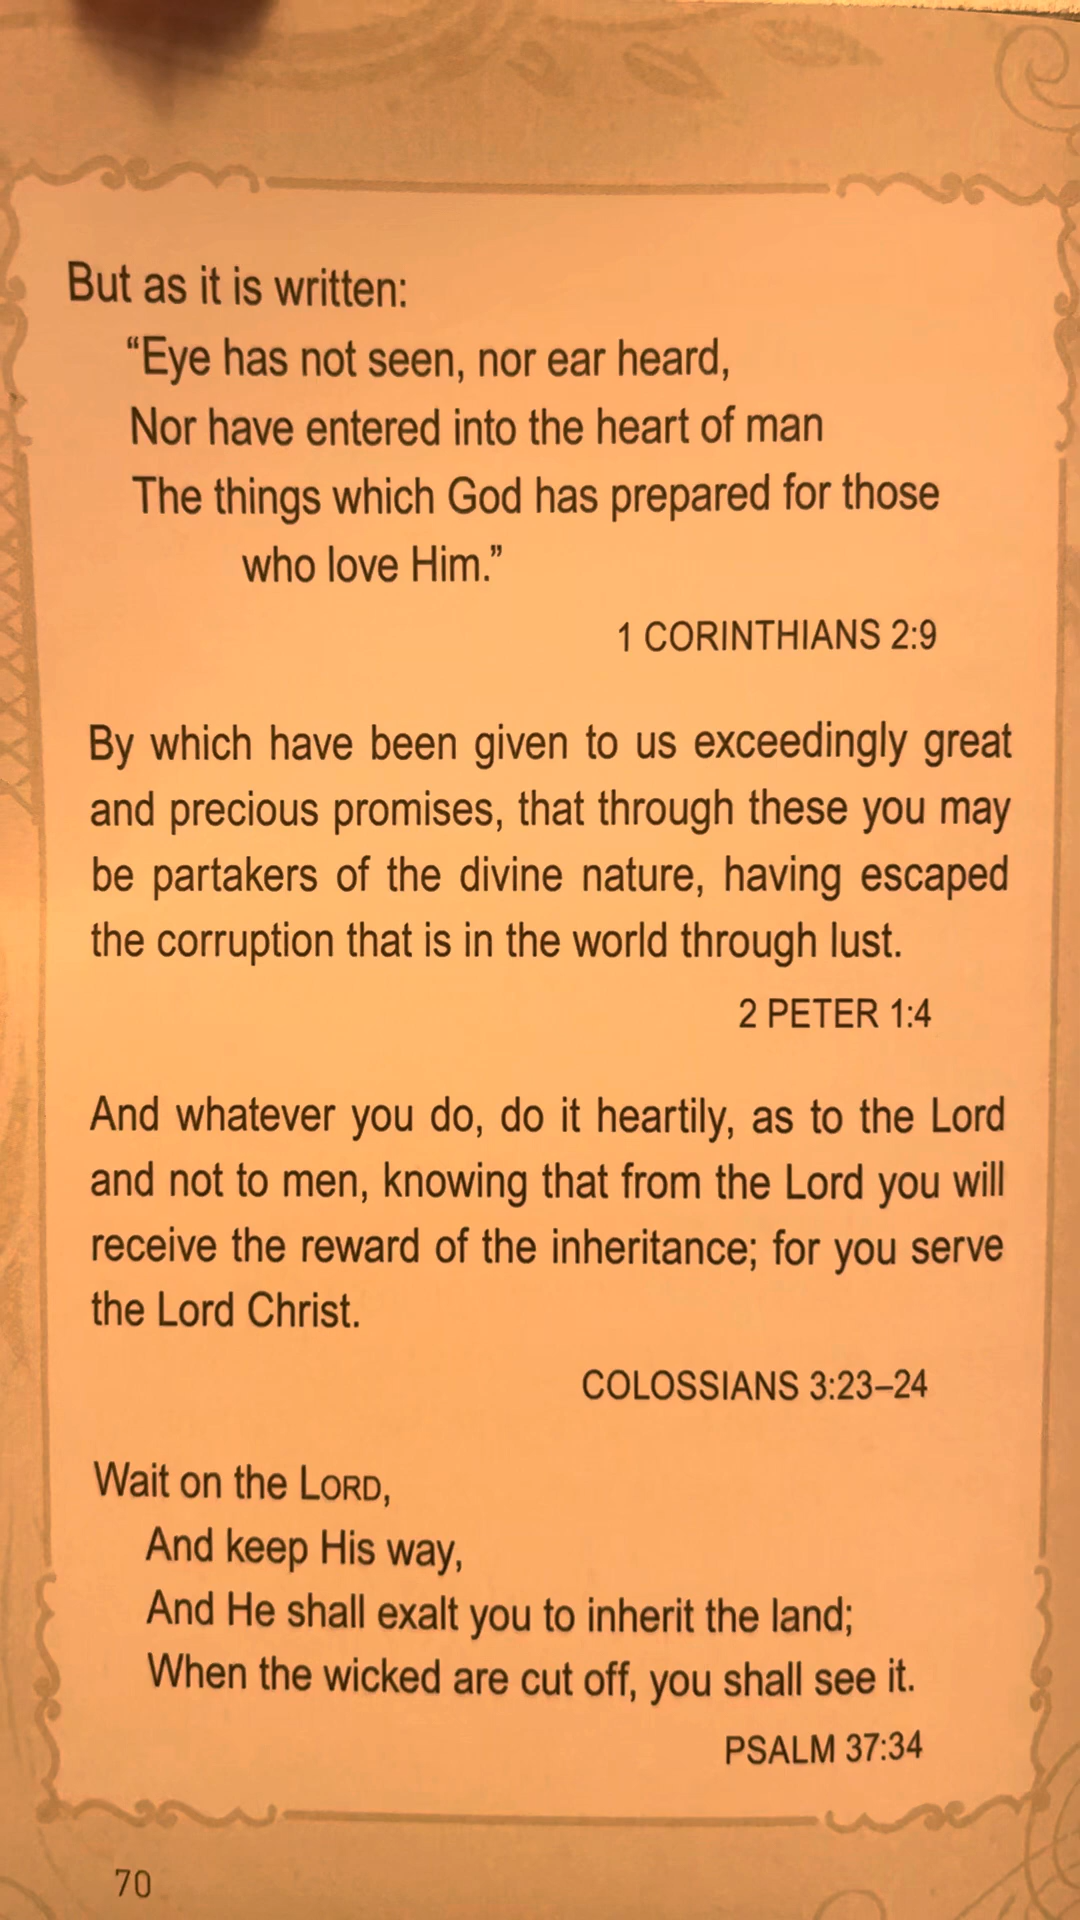 But as it is written:
“Eye has not seen, nor ear heard,
Nor have entered into the heart of man
The things which God has prepared for those
who love Him.”
1 CORINTHIANS 2:9
By which have been given to us exceedingly great
and precious promises, that through these you may
be partakers of the divine nature, having escaped
the corruption that is in the world through lust.
2 PETER 1:4
And whatever you do, do it heartily, as to the Lord
and not to men, knowing that from the Lord you will
receive the reward of the inheritance; for you serve
the Lord Christ.
COLOSSIANS 3:23–24
Wait on the LORD,
And keep His way,
And He shall exalt you to inherit the land;
When the wicked are cut off, you shall see it.
PSALM 37:34
70